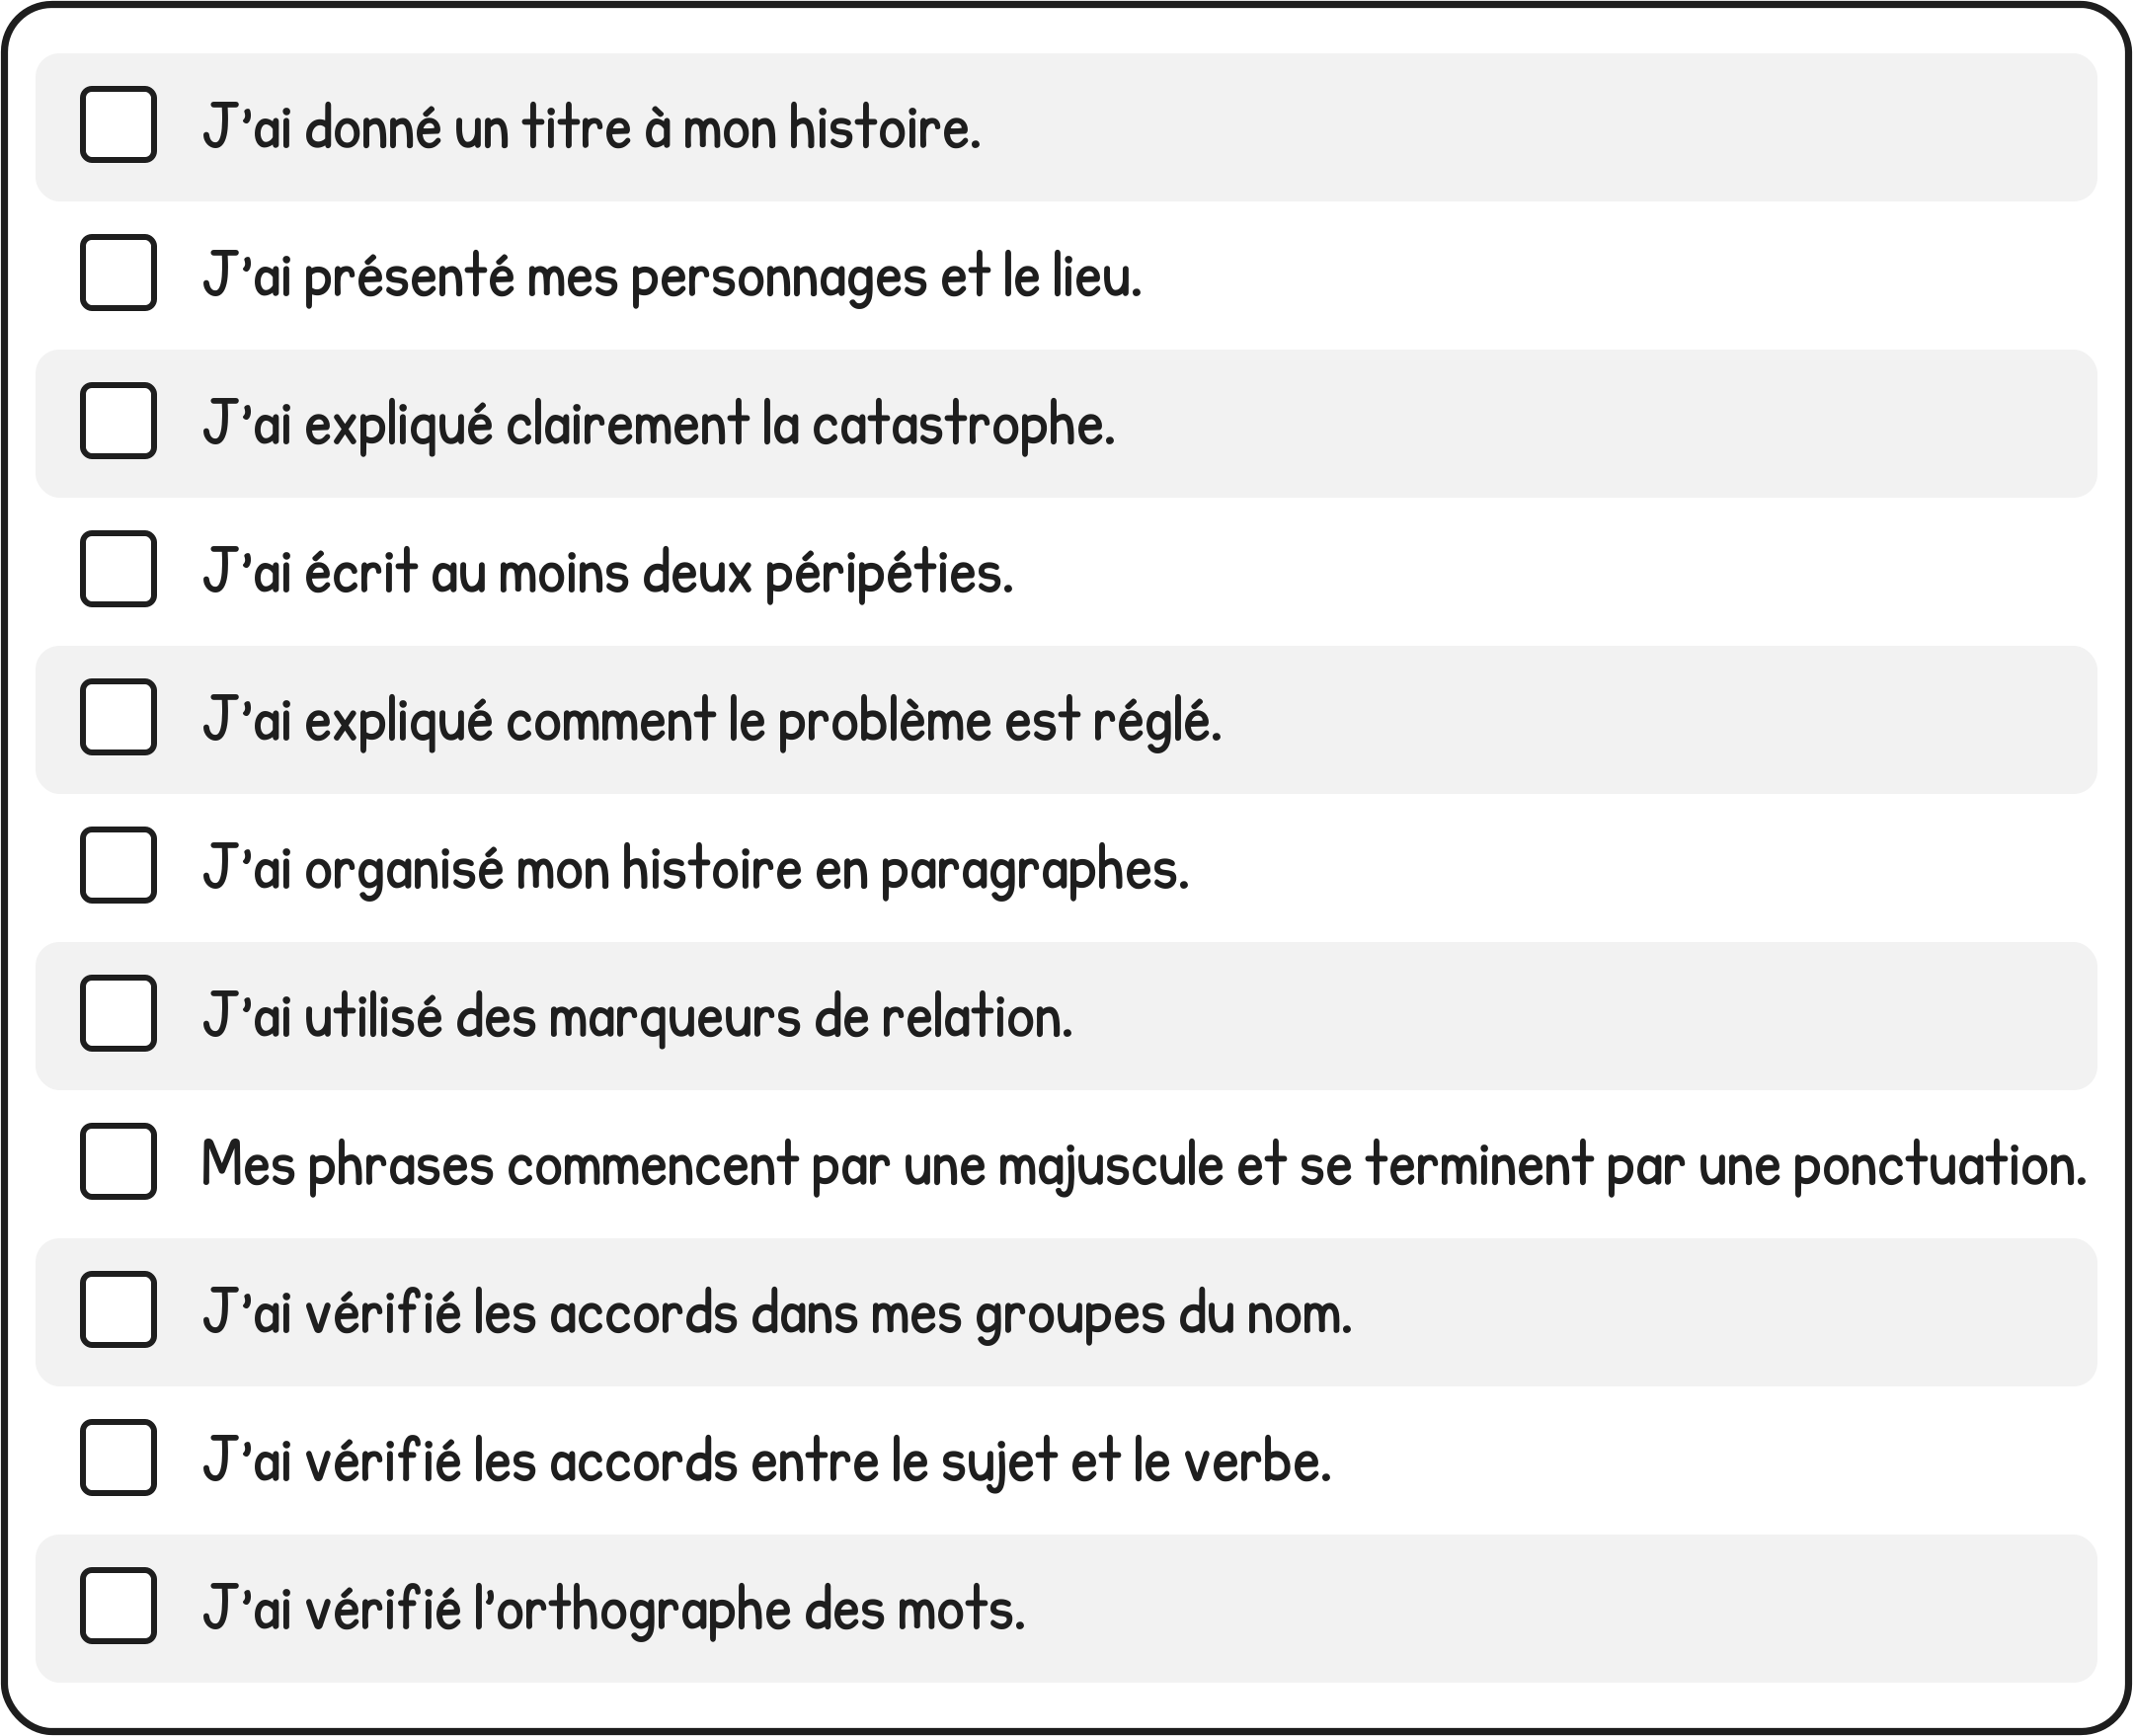 J’ai donné un titre à mon histoire.
J’ai présenté mes personnages et le lieu.
J’ai expliqué clairement la catastrophe.
J’ai écrit au moins deux péripéties.
J’ai expliqué comment le problème est réglé.
J’ai organisé mon histoire en paragraphes.
J’ai utilisé des marqueurs de relation.
Mes phrases commencent par une majuscule et se terminent par une ponctuation.
J’ai vérifié les accords dans mes groupes du nom.
J’ai vérifié les accords entre le sujet et le verbe.
J’ai vérifié l’orthographe des mots.